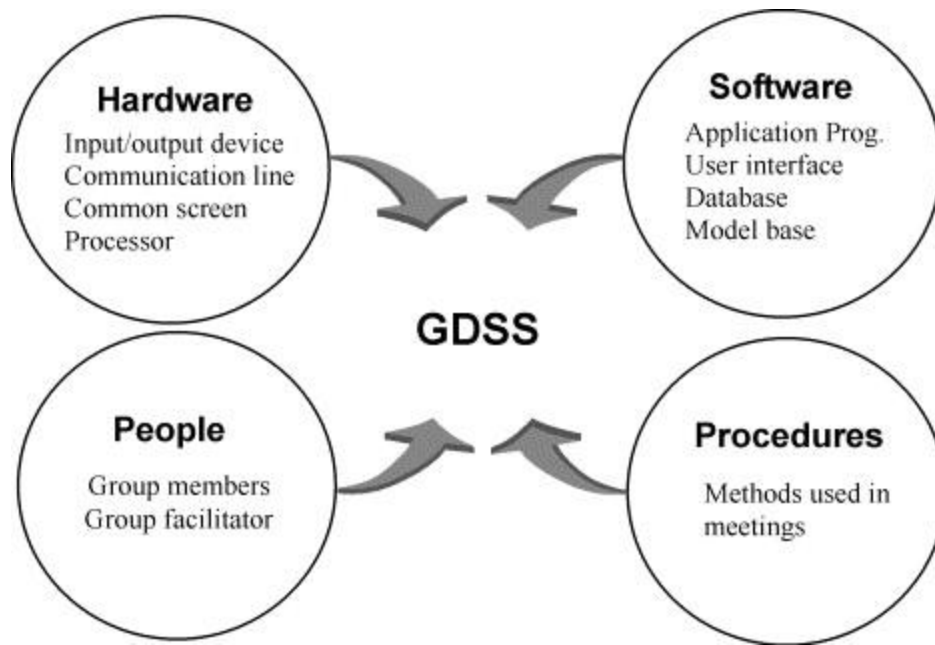 Hardware
Input/output device
Communication line
Common screen
Processor
Software
Application Prog.
User interface
Database
Model base
GDSS
People
Group members
Group facilitator
Procedures
Methods used in
meetings